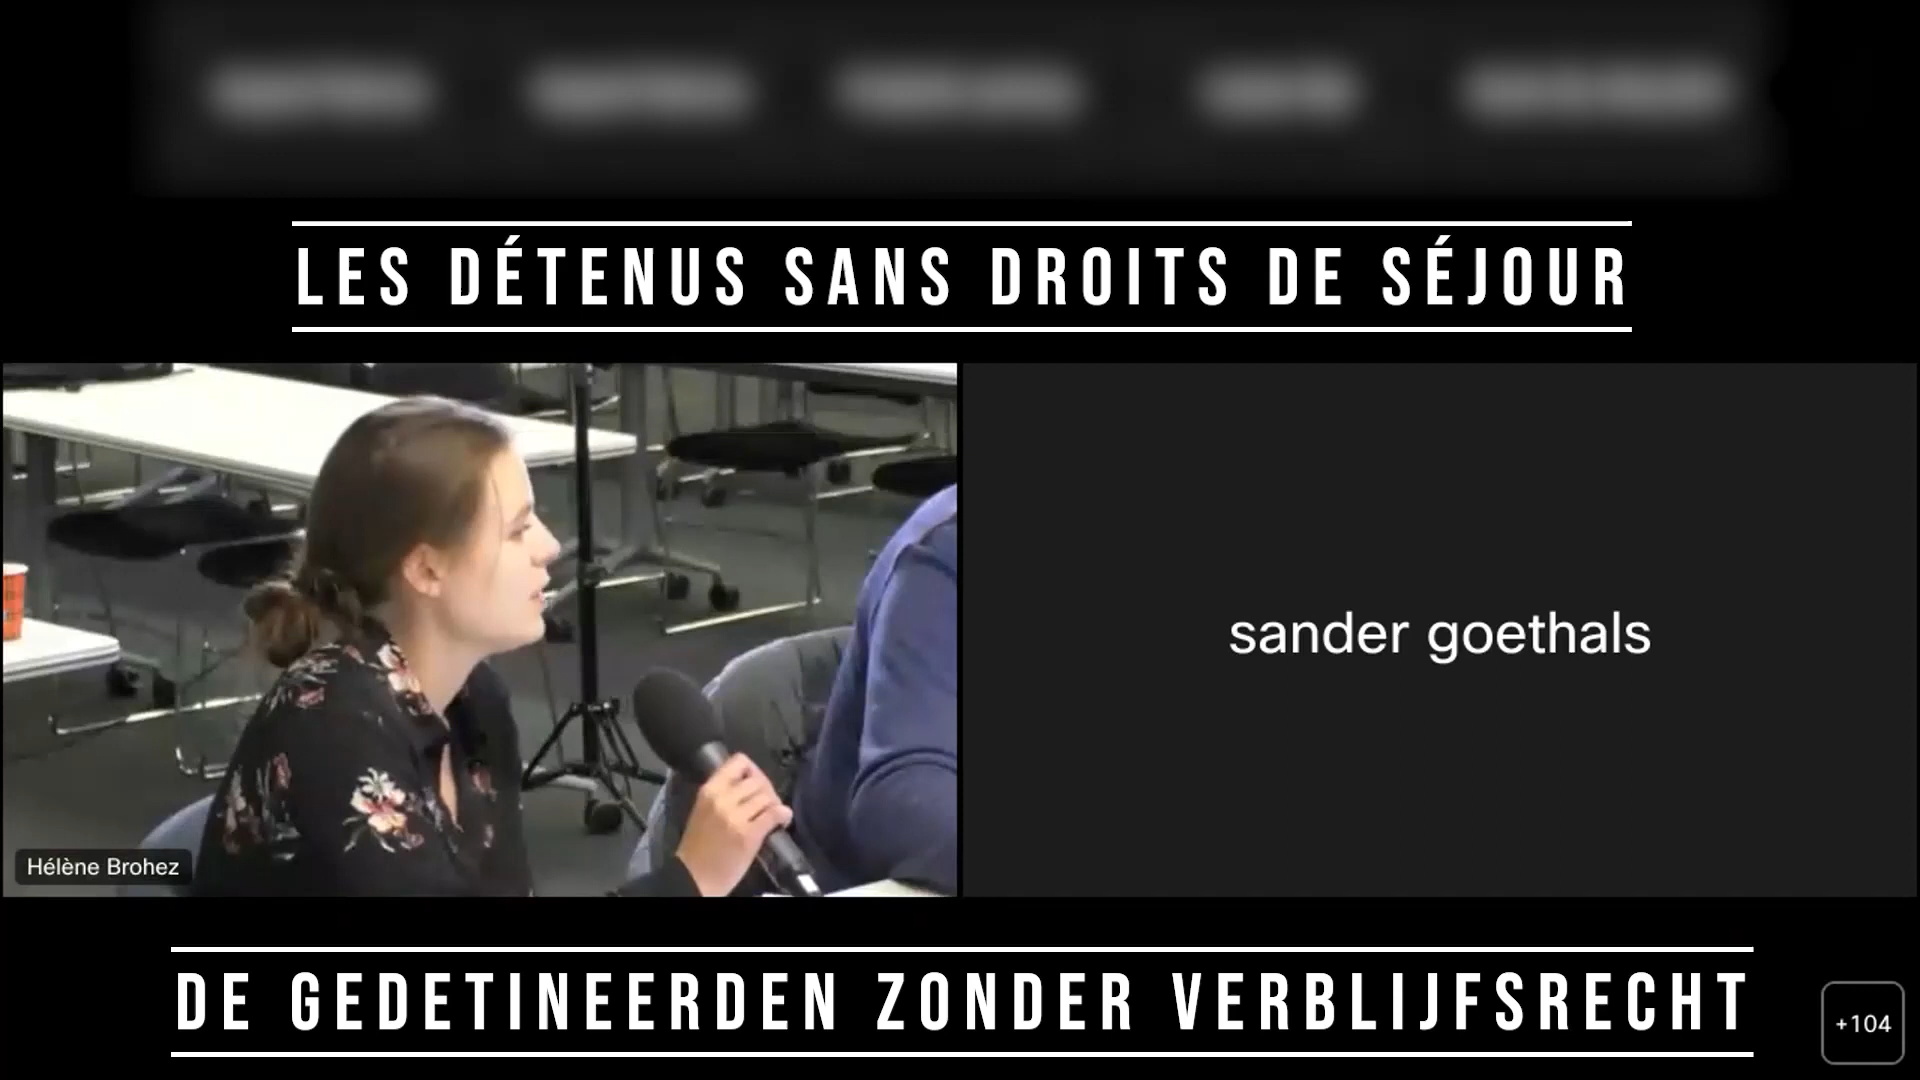 LES DÉTENUS SANS DROITS DE SÉJOUR
sander goethals
Hélène Brohez
DE GEDETINEERDEN ZONDER VERBLIJFSRECHT
+104